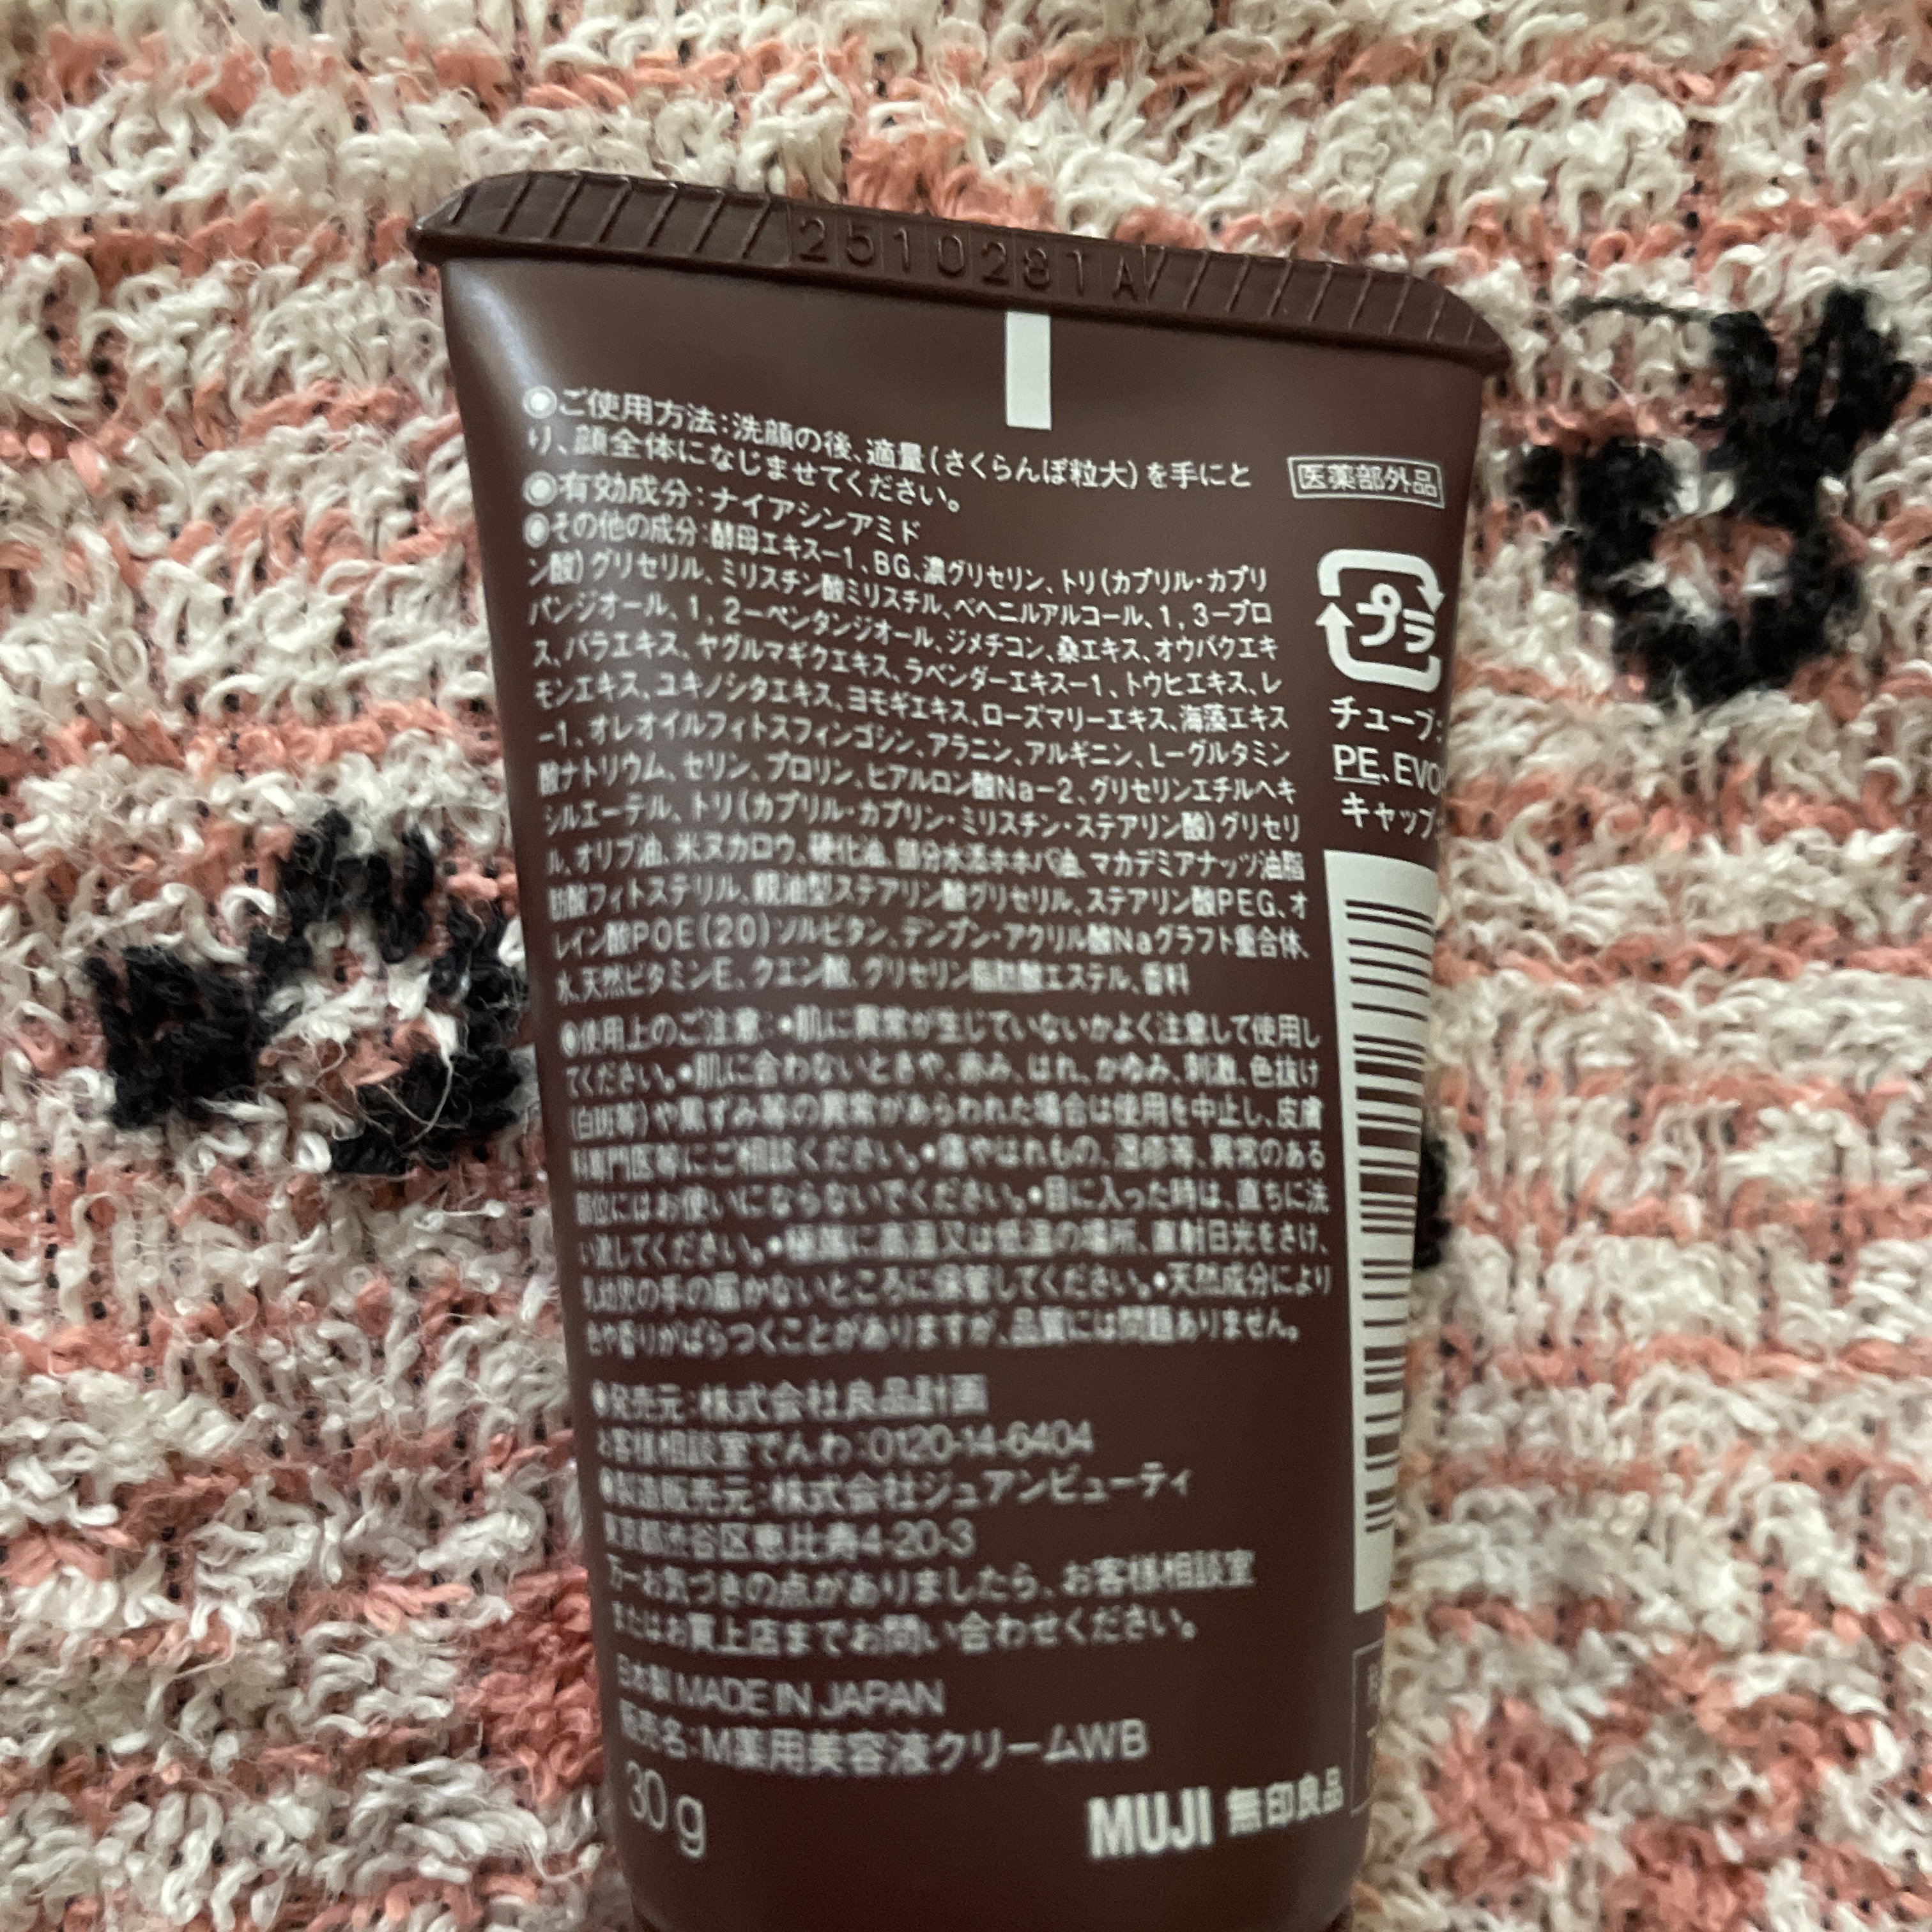 2510281A
●ご使用方法：洗顔の後、適量（さくらんぼ粒大）を手にと
り、顔全体になじませてください。
●有効成分：ナイアシンアミド
●その他の成分：酵母エキス－1、BG、濃グリセリン、トリ（カプリル・カプリ
ン酸）グリセリル、ミリスチン酸ミリスチル、ベヘニルアルコール、1，3－プロ
パンジオール、1，2－ペンタンジオール、ジメチコン、桑エキス、オウバクエキ
ス、バラエキス、ヤグルマギクエキス、ラベンダーエキス－1、トウヒエキス、レ
モンエキス、ユキノシタエキス、ヨモギエキス、ローズマリーエキス、海藻エキス
－1、オレオイルフィトスフィンゴシン、アラニン、アルギニン、L－グルタミン
酸ナトリウム、セリン、プロリン、ヒアルロン酸Na－2、グリセリンエチルヘキ
シルエーテル、トリ（カプリル・カプリン・ミリスチン・ステアリン酸）グリセリ
ル、オリブ油、米ヌカロウ、硬化油、部分水添ホホバ油、マカデミアナッツ油脂
肪酸フィトステリル、親油型ステアリン酸グリセリル、ステアリン酸PEG、オ
レイン酸POE（20）ソルビタン、デンプン・アクリル酸Naグラフト重合体、
水、天然ビタミンE、クエン酸、グリセリン脂肪酸エステル、香料
●使用上のご注意：●肌に異常が生じていないかよく注意して使用し
てください。●肌に合わないときや、赤み、はれ、かゆみ、刺激、色抜け
（白斑等）や黒ずみ等の異常があらわれた場合は使用を中止し、皮膚
科専門医等にご相談ください。●傷やはれもの、湿疹等、異常のある
部位にはお使いにならないでください。●目に入った時は、直ちに洗
い流してください。●極端に高温又は低温の場所、直射日光をさけ、
乳幼児の手の届かないところに保管してください。●天然成分により
色や香りがばらつくことがありますが、品質には問題ありません。
●発売元：株式会社良品計画
お客様相談室でんわ：0120-14-6404
●製造販売元：株式会社ジュアンビューティ
東京都渋谷区恵比寿4-20-3
万一お気づきの点がありましたら、お客様相談室
またはお買上店までお問い合わせください。
日本製 MADE IN JAPAN
販売名：M薬用美容液クリームWB
30g
MUJI 無印良品
医薬部外品
プラ
チューブ：
PE、EVO
キャップ